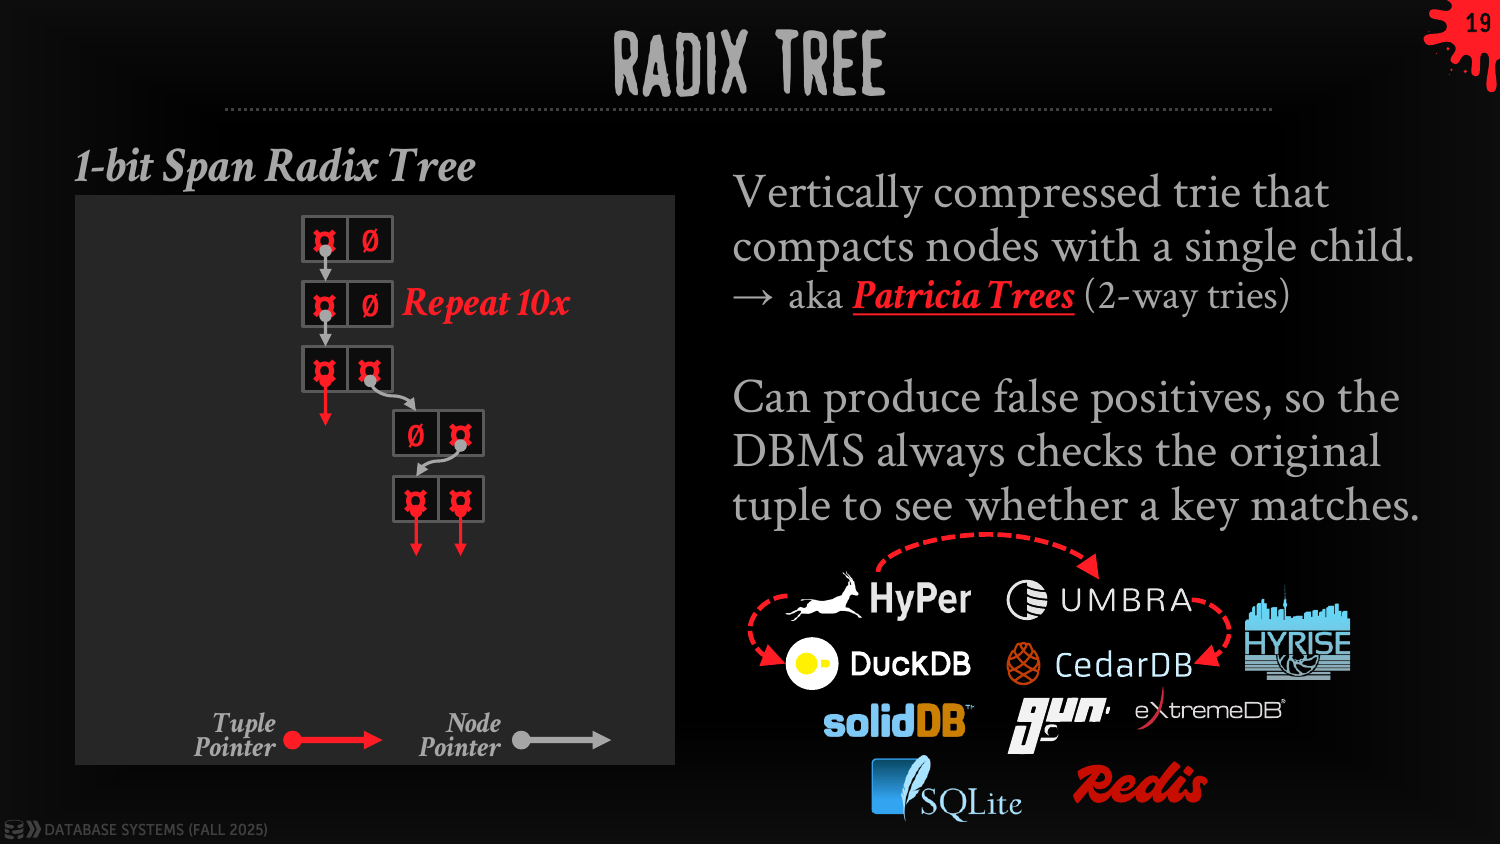 19
RADIX TREE
1-bit Span Radix Tree
¤ Ø
¤ Ø Repeat 10x
¤ ¤
Ø ¤
¤ ¤
Tuple
Pointer
Node
Pointer
Vertically compressed trie that
compacts nodes with a single child.
→ aka Patricia Trees (2-way tries)
Can produce false positives, so the
DBMS always checks the original
tuple to see whether a key matches.
HyPer
UMBRA
HYRISE
DuckDB
CedarDB
solidDB™
gun
eXtremeDB®
SQLite
Redis
DATABASE SYSTEMS (FALL 2025)